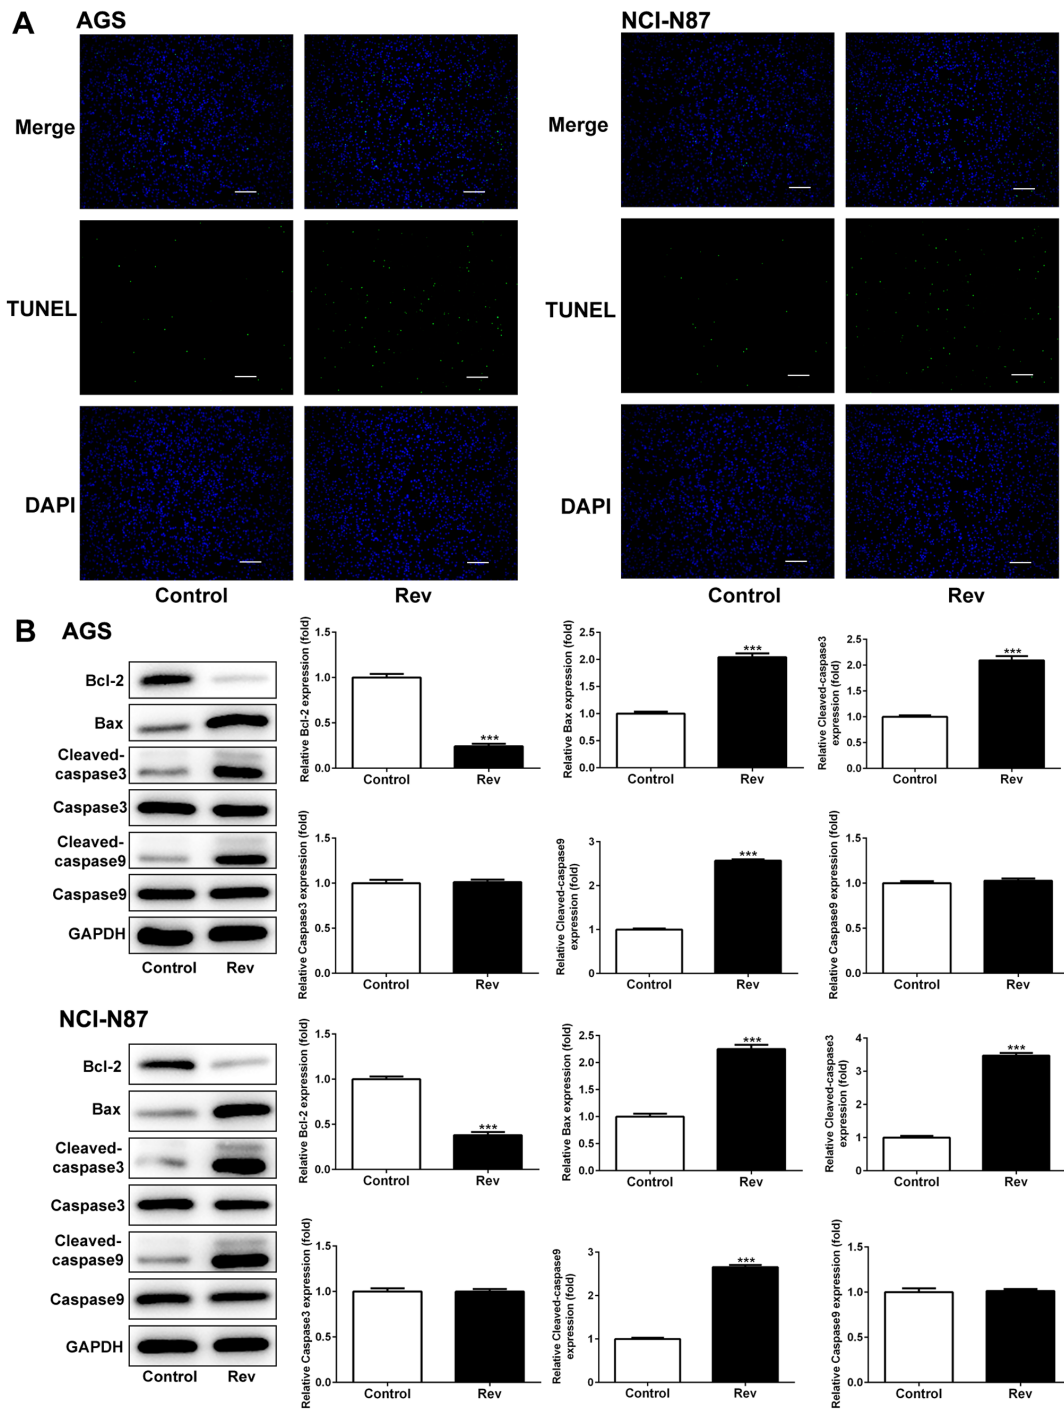 A
AGS
NCI-N87
Merge
Merge
TUNEL
TUNEL
DAPI
DAPI
Control
Rev
Control
Rev
B
AGS
Bcl-2
Bax
Cleaved-
caspase3
Caspase3
Cleaved-
caspase9
Caspase9
GAPDH
Control
Rev
Relative Bcl-2 expression (fold)
1.5
1.0
0.5
0.0
***
Control
Rev
Relative Bax expression (fold)
2.5
2.0
1.5
1.0
0.5
0.0
***
Control
Rev
Relative Cleaved-caspase3
expression (fold)
2.5
2.0
1.5
1.0
0.5
0.0
***
Control
Rev
Relative Caspase3 expression (fold)
1.5
1.0
0.5
0.0
Control
Rev
Relative Cleaved-caspase9
expression (fold)
3
2
1
0
***
Control
Rev
Relative Caspase9 expression (fold)
1.5
1.0
0.5
0.0
Control
Rev
NCI-N87
Bcl-2
Bax
Cleaved-
caspase3
Caspase3
Cleaved-
caspase9
Caspase9
GAPDH
Control
Rev
Relative Bcl-2 expression (fold)
1.5
1.0
0.5
0.0
***
Control
Rev
Relative Bax expression (fold)
2.5
2.0
1.5
1.0
0.5
0.0
***
Control
Rev
Relative Cleaved-caspase3
expression (fold)
4
3
2
1
0
***
Control
Rev
Relative Caspase3 expression (fold)
1.5
1.0
0.5
0.0
Control
Rev
Relative Cleaved-caspase9
expression (fold)
3
2
1
0
***
Control
Rev
Relative Caspase9 expression (fold)
1.5
1.0
0.5
0.0
Control
Rev